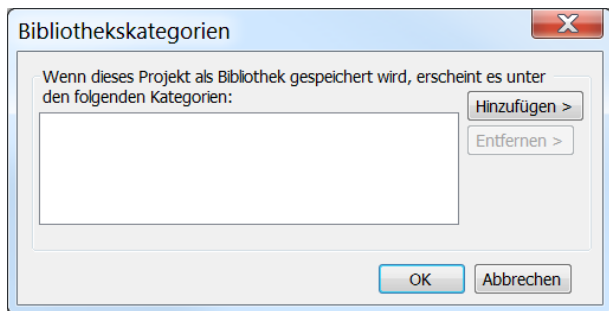 Bibliothekskategorien
Wenn dieses Projekt als Bibliothek gespeichert wird, erscheint es unter
den folgenden Kategorien:
Hinzufügen >
Entfernen >
OK
Abbrechen